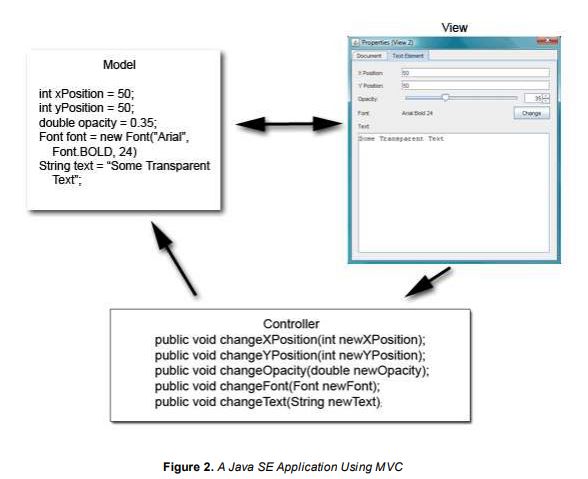 Model
int xPosition = 50;
int yPosition = 50;
double opacity = 0.35;
Font font = new Font("Arial",
Font.BOLD, 24)
String text = "Some Transparent
Text";
View
Properties (View 2)
Document Text Element
X Position: 50
Y Position: 50
Opacity: 35
Font: Arial Bold 24 Change
Text:
Some Transparent Text
Controller
public void changeXPosition(int newXPosition);
public void changeYPosition(int newYPosition);
public void changeOpacity(double newOpacity);
public void changeFont(Font newFont);
public void changeText(String newText).
Figure 2. A Java SE Application Using MVC